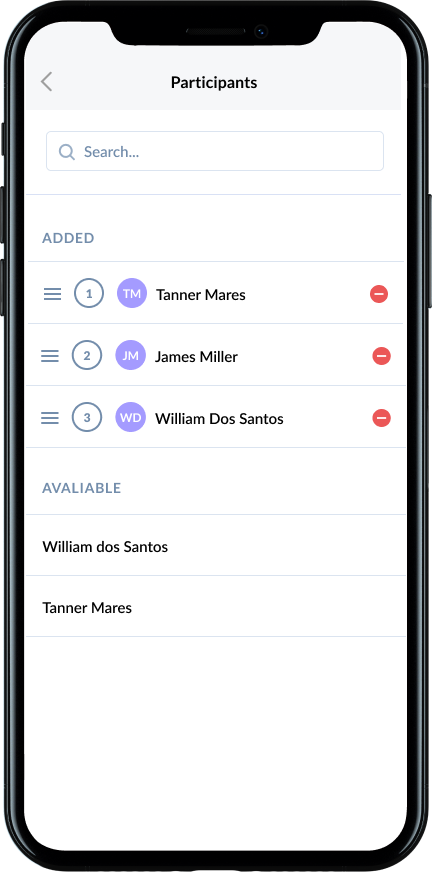 Participants
Search...
ADDED
1 TM Tanner Mares
2 JM James Miller
3 WD William Dos Santos
AVALIABLE
William dos Santos
Tanner Mares